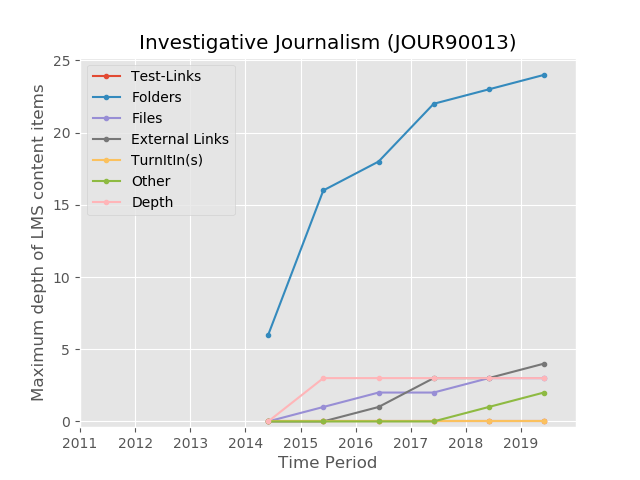 Investigative Journalism (JOUR90013)
Maximum depth of LMS content items
25
20
15
10
5
0
Test-Links
Folders
Files
External Links
TurnItIn(s)
Other
Depth
2011 2012 2013 2014 2015 2016 2017 2018 2019
Time Period